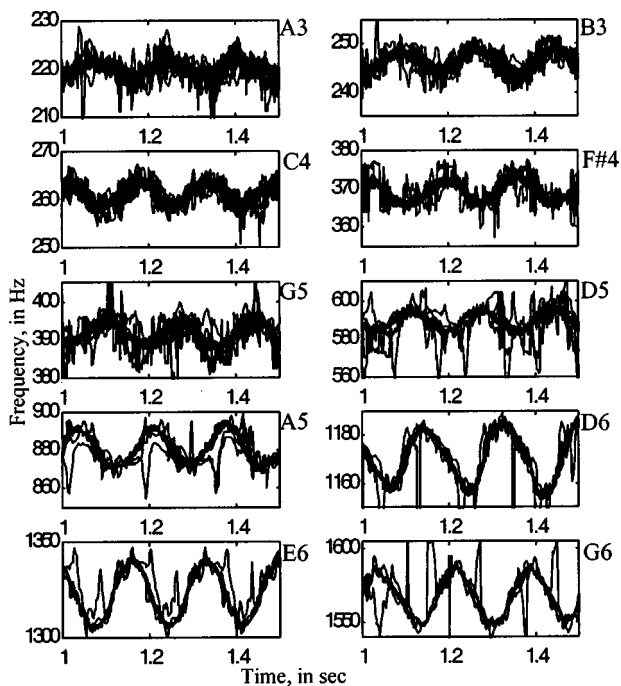 230 A3
220
210
1 1.2 1.4
B3
250
240
1 1.2 1.4
270 C4
260
250
1 1.2 1.4
380 F#4
370
360
1 1.2 1.4
G5
400
390
380
1 1.2 1.4
D5
600
580
560
1 1.2 1.4
900 A5
880
860
1 1.2 1.4
D6
1180
1160
1 1.2 1.4
1350 E6
1300
1 1.2 1.4
1600 G6
1550
1 1.2 1.4
Frequency, in Hz
Time, in sec